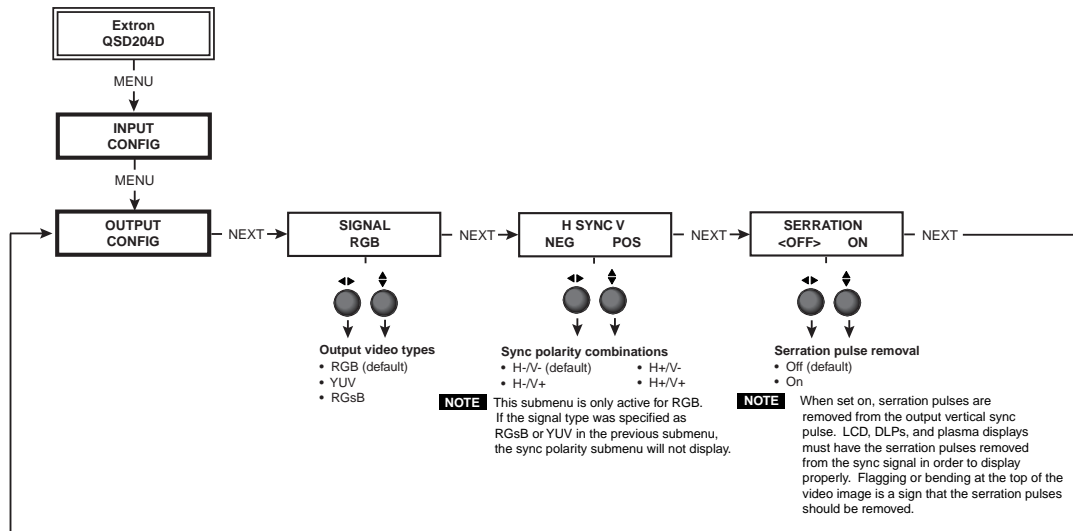 Extron
QSD204D
MENU
INPUT
CONFIG
MENU
OUTPUT
CONFIG
NEXT
SIGNAL
RGB
NEXT
H SYNC V
NEG POS
NEXT
SERRATION
<OFF> ON
NEXT
Output video types
• RGB (default)
• YUV
• RGsB
Sync polarity combinations
• H-/V- (default) • H+/V-
• H-/V+ • H+/V+
NOTE This submenu is only active for RGB.
If the signal type was specified as
RGsB or YUV in the previous submenu,
the sync polarity submenu will not display.
Serration pulse removal
• Off (default)
• On
NOTE When set on, serration pulses are
removed from the output vertical sync
pulse. LCD, DLPs, and plasma displays
must have the serration pulses removed
from the sync signal in order to display
properly. Flagging or bending at the top of the
video image is a sign that the serration pulses
should be removed.